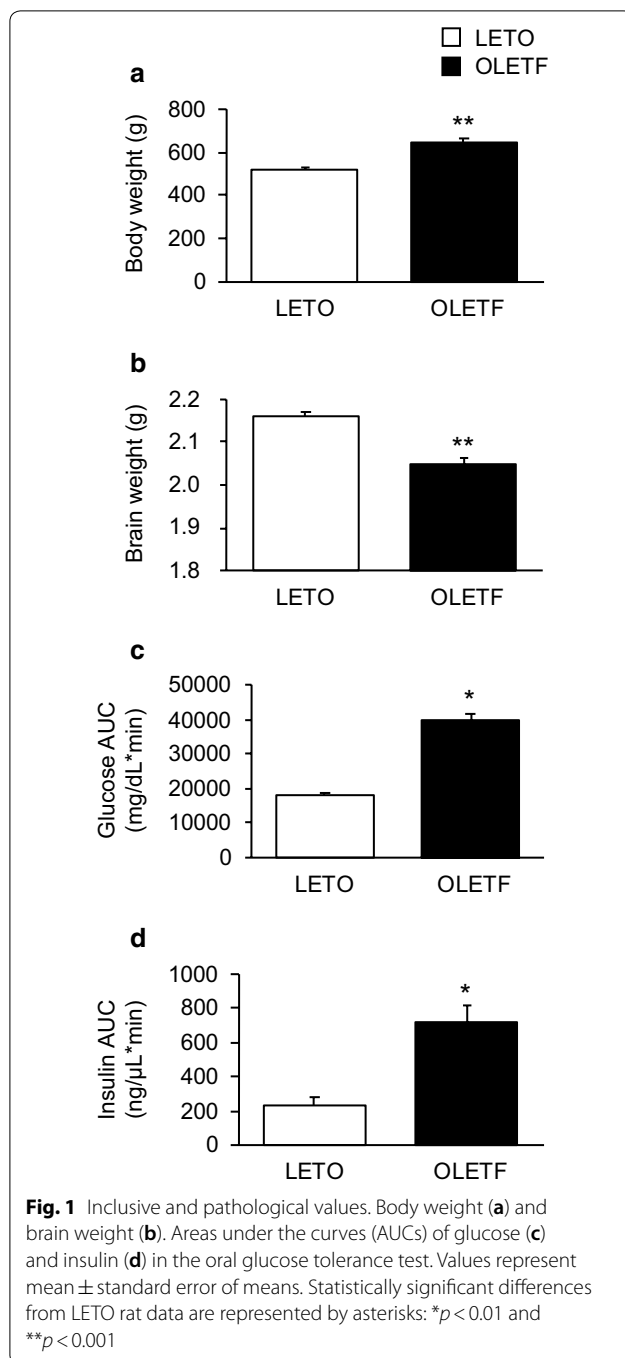 LETO
OLETF
a
Body weight (g)
800
**
600
400
200
0
LETO OLETF
b
Brain weight (g)
2.2
2.1
**
2.0
1.9
1.8
LETO OLETF
c
Glucose AUC
(mg/dL*min)
50000
*
40000
30000
20000
10000
0
LETO OLETF
d
Insulin AUC
(ng/µL*min)
1000
*
800
600
400
200
0
LETO OLETF
Fig. 1 Inclusive and pathological values. Body weight (a) and
brain weight (b). Areas under the curves (AUCs) of glucose (c)
and insulin (d) in the oral glucose tolerance test. Values represent
mean ± standard error of means. Statistically significant differences
from LETO rat data are represented by asterisks: *p < 0.01 and
**p < 0.001